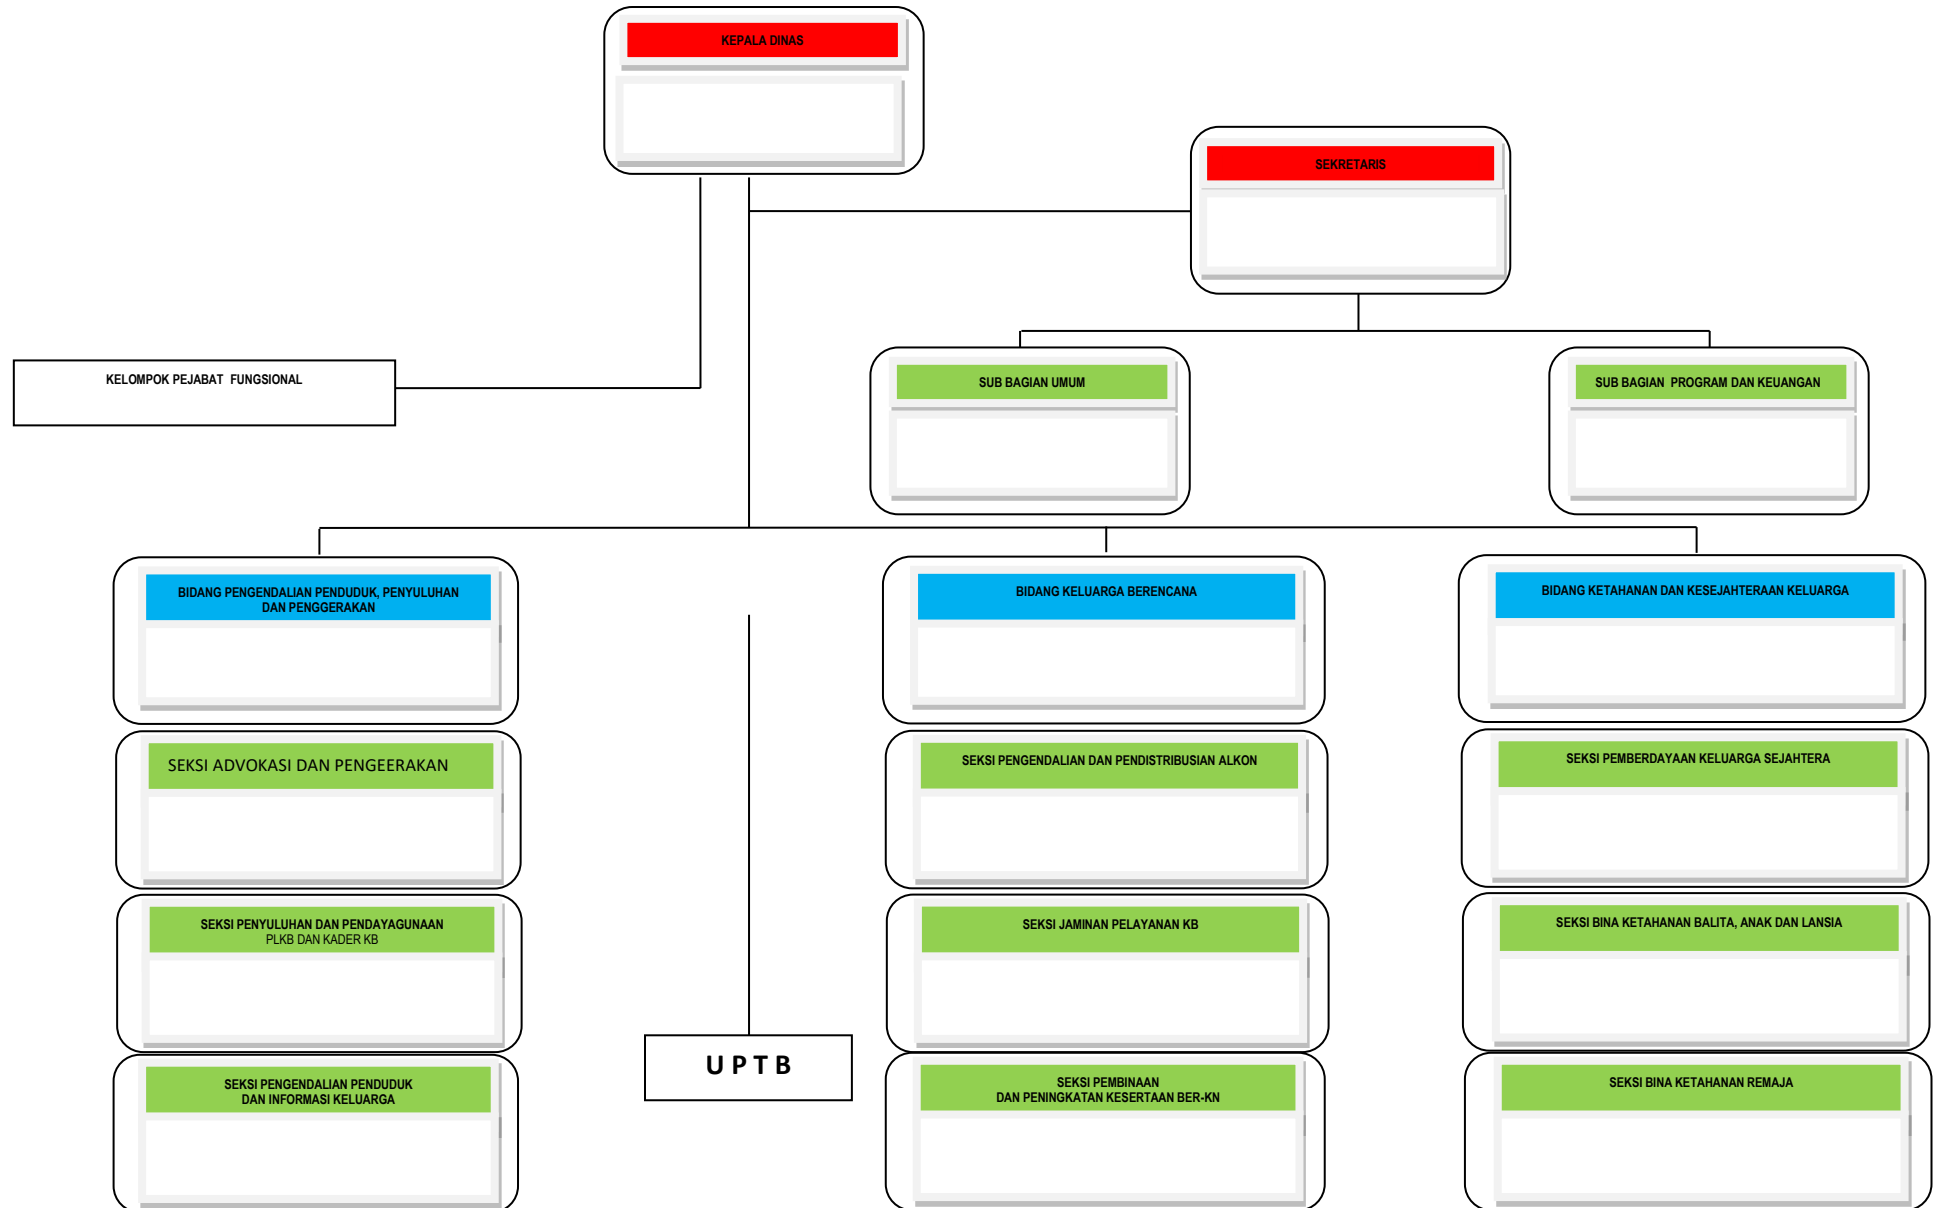 KEPALA DINAS
SEKRETARIS
KELOMPOK PEJABAT FUNGSIONAL
SUB BAGIAN UMUM
SUB BAGIAN PROGRAM DAN KEUANGAN
BIDANG PENGENDALIAN PENDUDUK, PENYULUHAN
DAN PENGGERAKAN
BIDANG KELUARGA BERENCANA
BIDANG KETAHANAN DAN KESEJAHTERAAN KELUARGA
SEKSI ADVOKASI DAN PENGEERAKAN
SEKSI PENGENDALIAN DAN PENDISTRIBUSIAN ALKON
SEKSI PEMBERDAYAAN KELUARGA SEJAHTERA
SEKSI PENYULUHAN DAN PENDAYAGUNAAN
PLKB DAN KADER KB
SEKSI JAMINAN PELAYANAN KB
SEKSI BINA KETAHANAN BALITA, ANAK DAN LANSIA
U P T B
SEKSI PENGENDALIAN PENDUDUK
DAN INFORMASI KELUARGA
SEKSI PEMBINAAN
DAN PENINGKATAN KESERTAAN BER-KN
SEKSI BINA KETAHANAN REMAJA